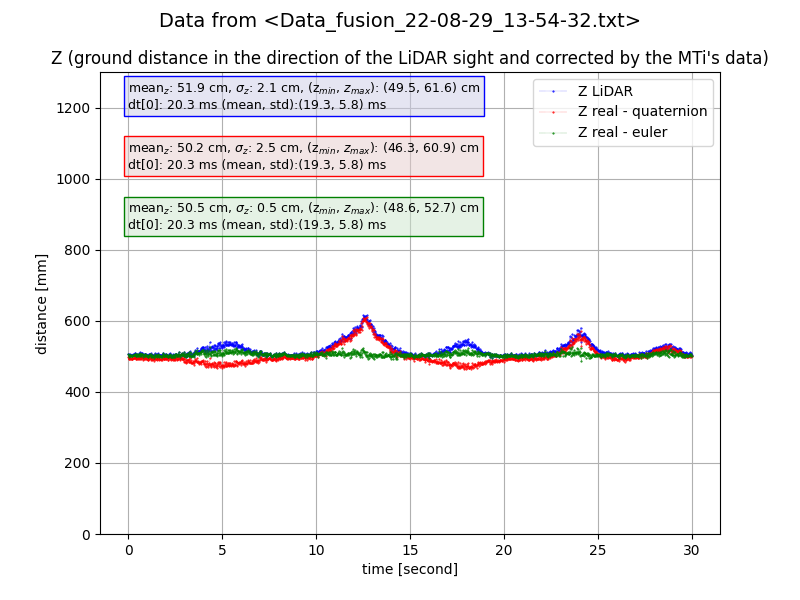 Data from <Data_fusion_22-08-29_13-54-32.txt>
Z (ground distance in the direction of the LiDAR sight and corrected by the MTi's data)
mean_z: 51.9 cm, σ_z: 2.1 cm, (z_min, z_max): (49.5, 61.6) cm
dt[0]: 20.3 ms (mean, std):(19.3, 5.8) ms
mean_z: 50.2 cm, σ_z: 2.5 cm, (z_min, z_max): (46.3, 60.9) cm
dt[0]: 20.3 ms (mean, std):(19.3, 5.8) ms
mean_z: 50.5 cm, σ_z: 0.5 cm, (z_min, z_max): (48.6, 52.7) cm
dt[0]: 20.3 ms (mean, std):(19.3, 5.8) ms
Z LiDAR
Z real - quaternion
Z real - euler
distance [mm]
1200
1000
800
600
400
200
0
0 5 10 15 20 25 30
time [second]